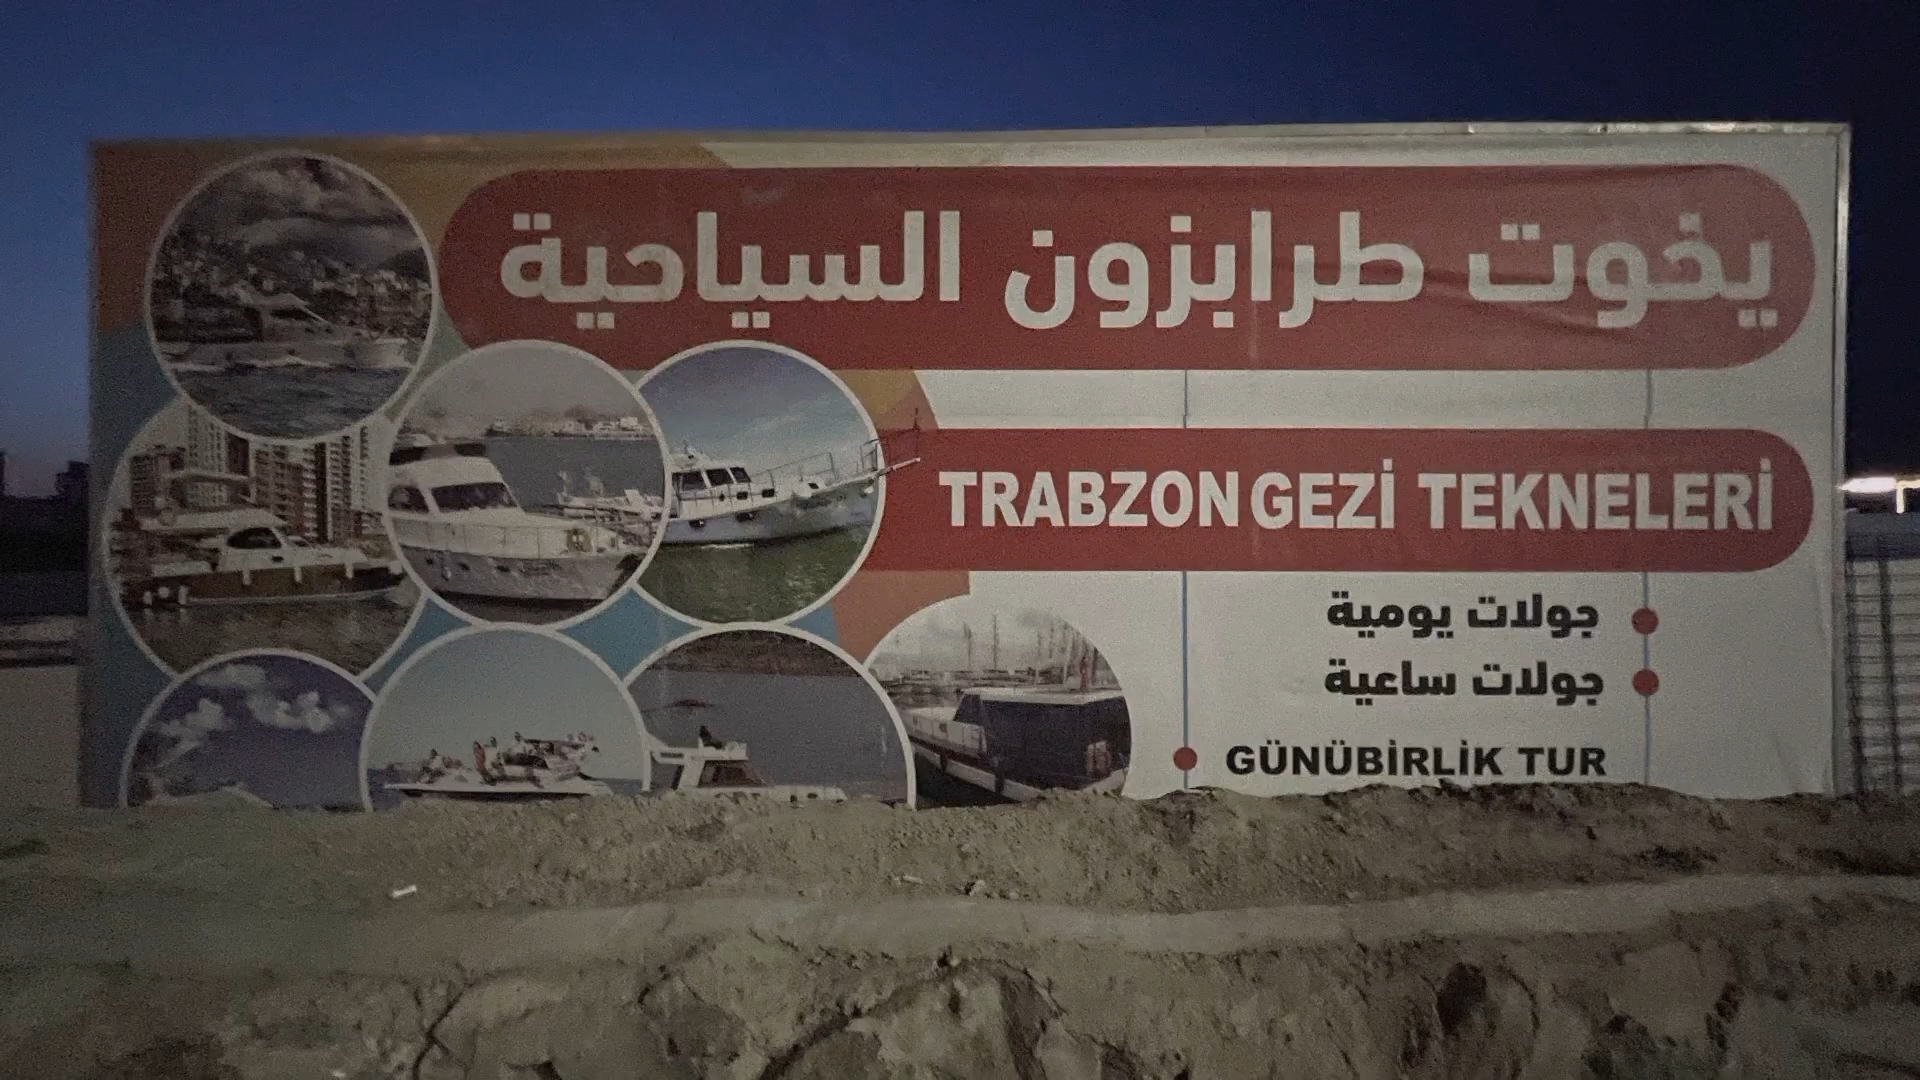 يخوت طرابزون السياحية
TRABZON GEZİ TEKNELERİ
جولات يومية
جولات ساعية
GÜNÜBİRLİK TUR